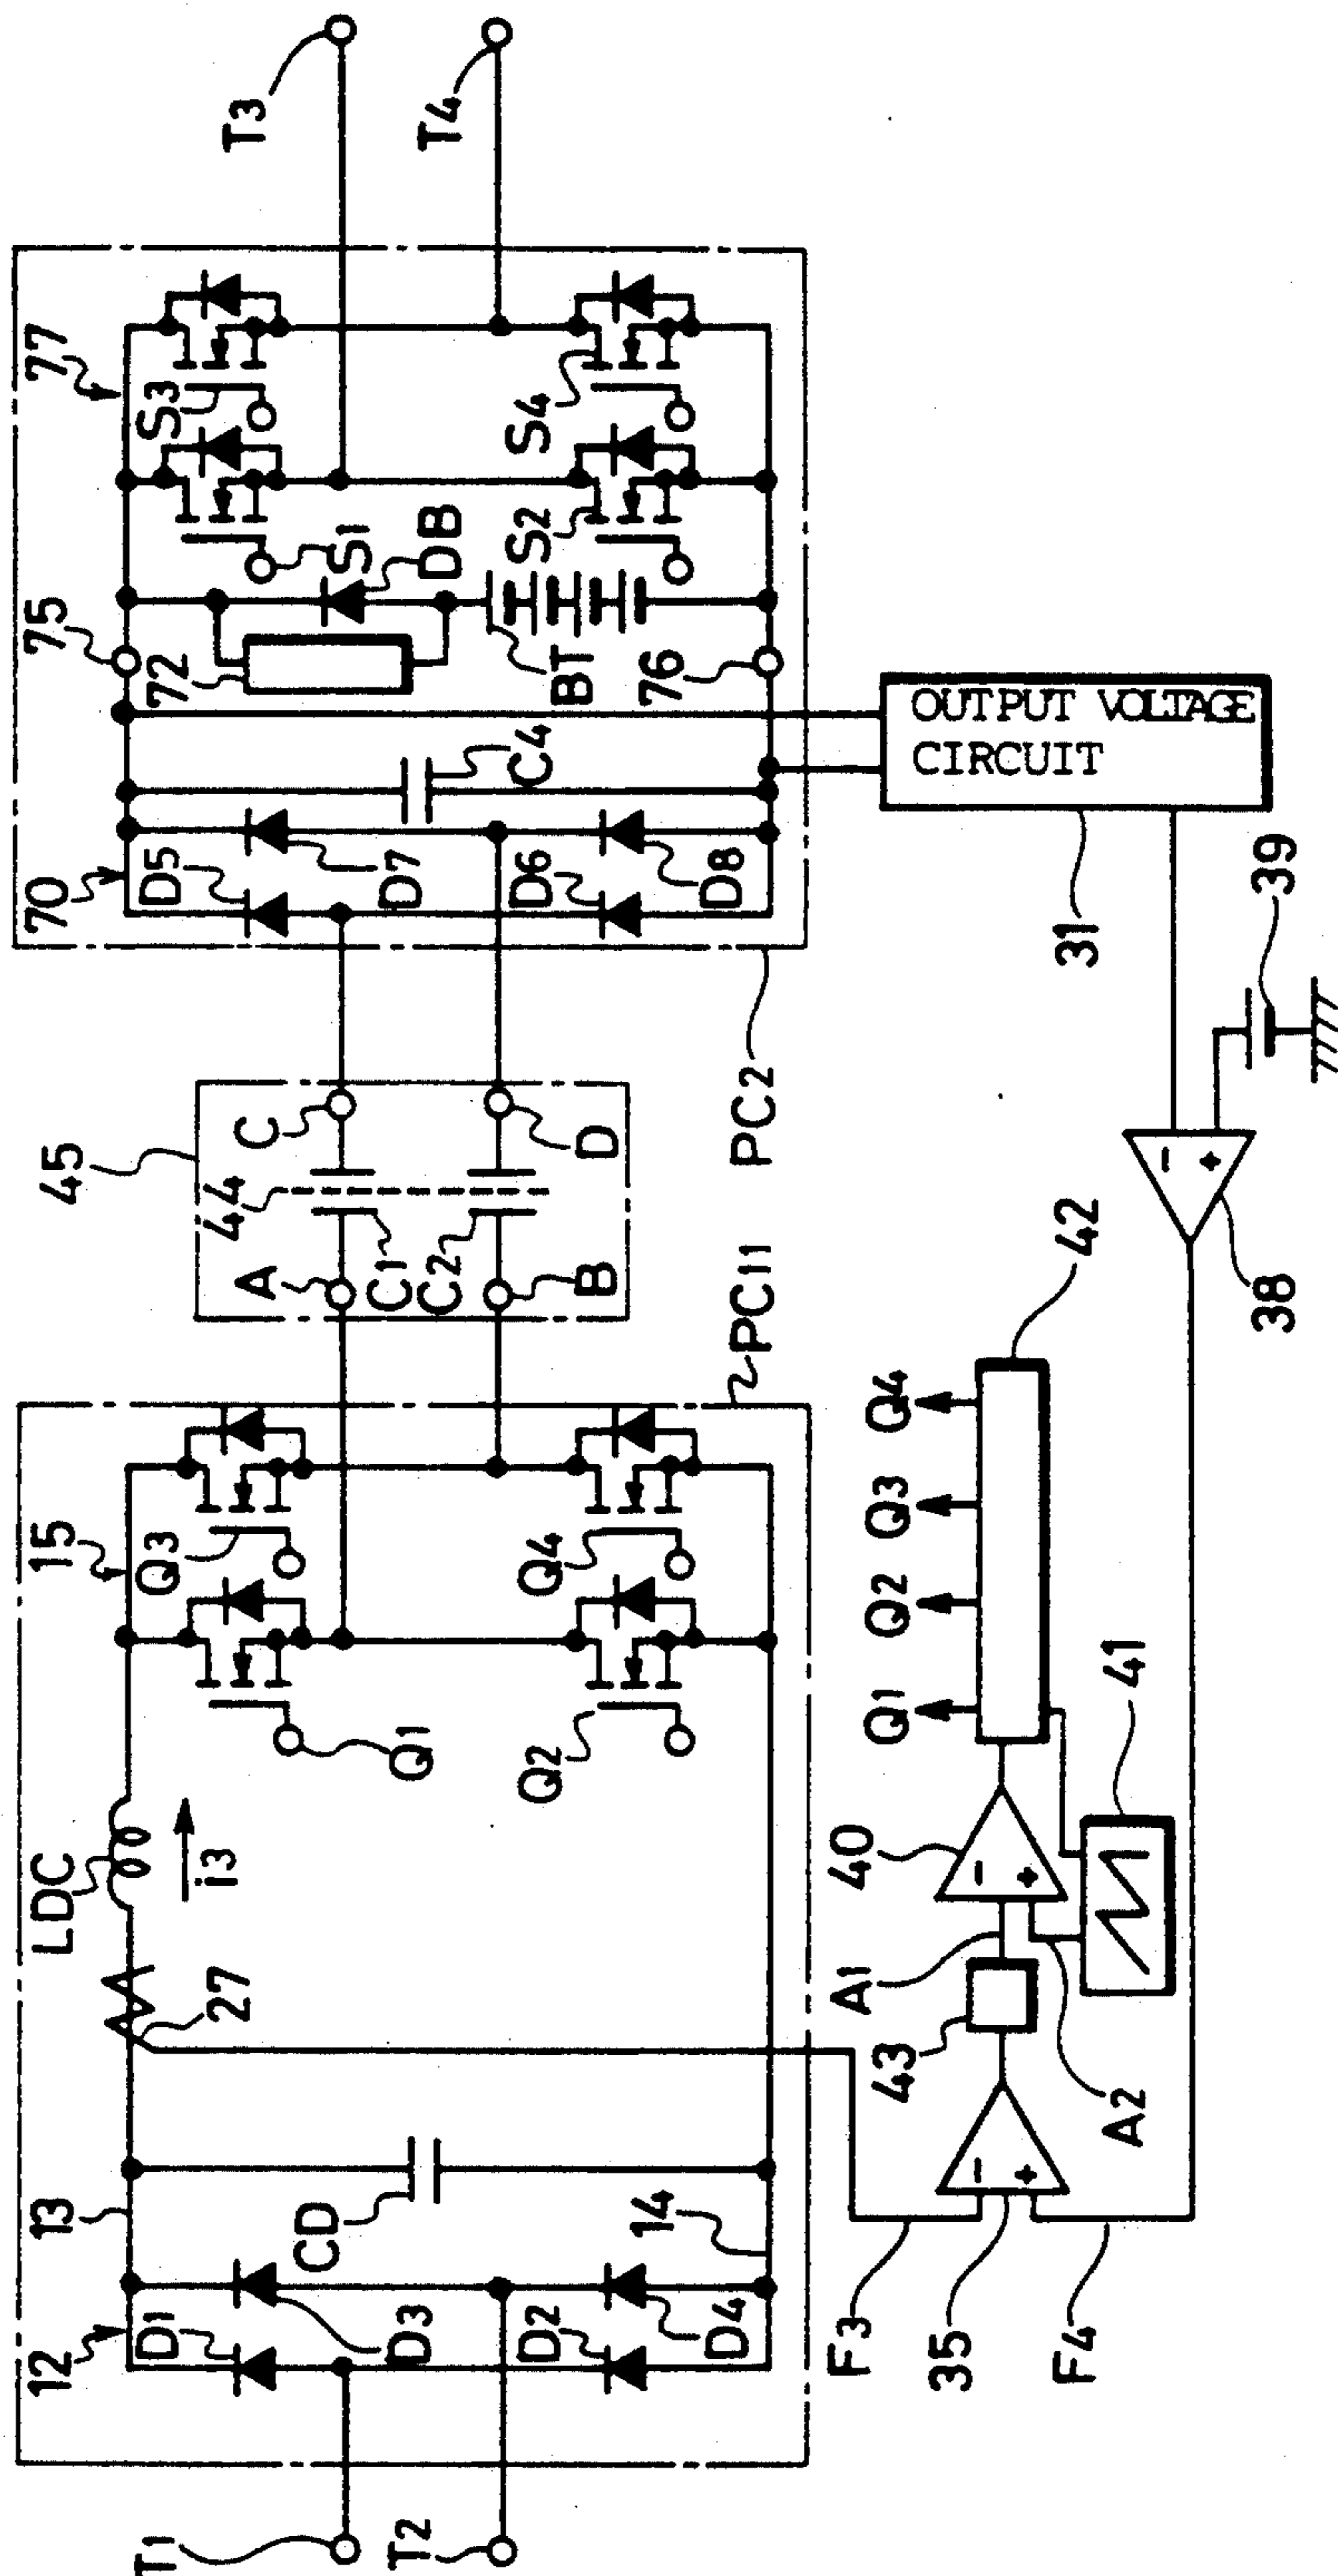 T1
T2
12
D1
D3
D2
D4
13
CD
14
27
LDC
i3
15
Q3
Q1
Q4
Q2
PC11
45
A
44
C
C1
C2
B
D
PC2
70
D5
D7
D6
D8
C4
75
72
76
BT
DB
77
S3
S1
S4
S2
T3
T4
OUTPUT VOLTAGE
CIRCUIT
31
39
38
-
+
F3
F4
35
-
+
43
A1
A2
40
-
+
41
42
Q1
Q2
Q3
Q4